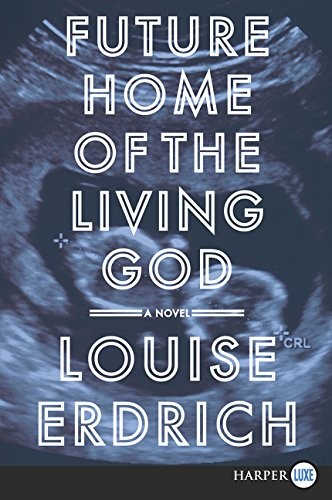 FUTURE
HOME
OF THE
LIVING
GOD
A NOVEL
CRL
LOUISE
ERDRICH
HARPER LUXE